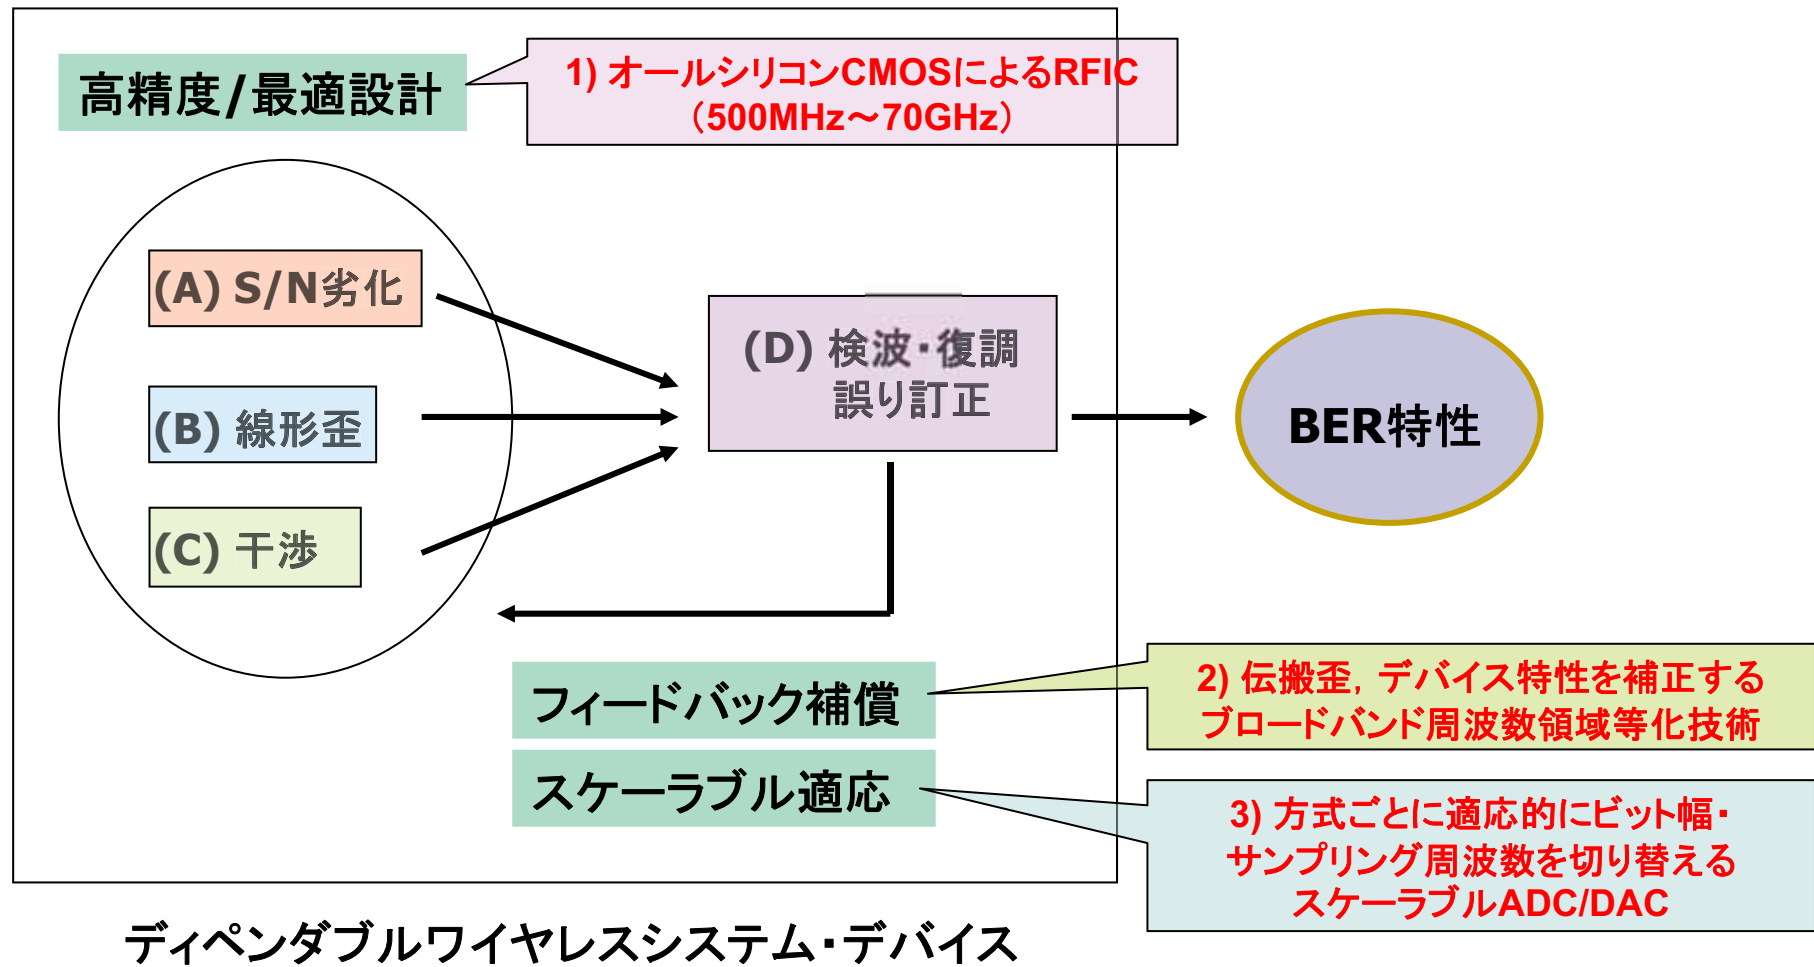 高精度/最適設計
1) オールシリコンCMOSによるRFIC
（500MHz～70GHz）
(A) S/N劣化
(B) 線形歪
(C) 干渉
(D) 検波・復調
誤り訂正
BER特性
フィードバック補償
スケーラブル適応
2) 伝搬歪，デバイス特性を補正する
ブロードバンド周波数領域等化技術
3) 方式ごとに適応的にビット幅・
サンプリング周波数を切り替える
スケーラブルADC/DAC
ディペンダブルワイヤレスシステム・デバイス